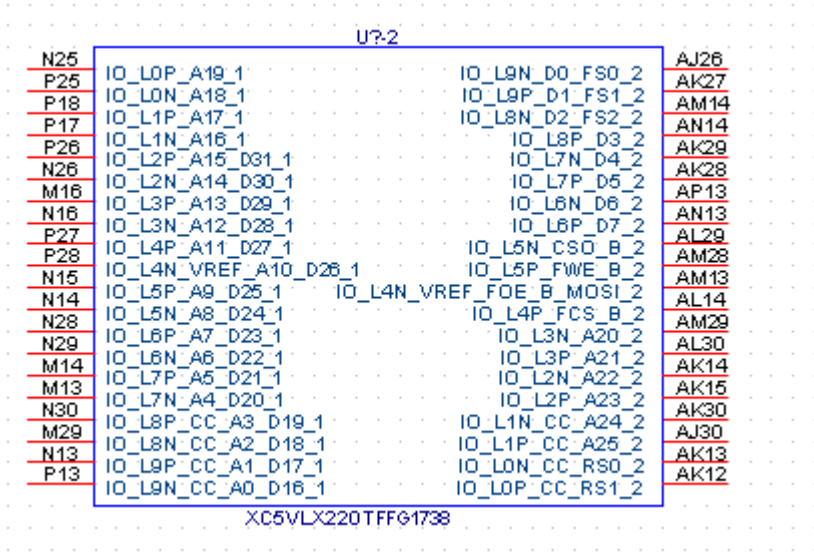 U?-2
N25 IO_L0P_A19_1 IO_L9N_D0_FS0_2 AJ26
P25 IO_L0N_A18_1 IO_L9P_D1_FS1_2 AK27
P18 IO_L1P_A17_1 IO_L8N_D2_FS2_2 AM14
P17 IO_L1N_A16_1 IO_L8P_D3_2 AN14
P26 IO_L2P_A15_D31_1 IO_L7N_D4_2 AK29
N26 IO_L2N_A14_D30_1 IO_L7P_D5_2 AK28
M16 IO_L3P_A13_D29_1 IO_L6N_D6_2 AP13
N16 IO_L3N_A12_D28_1 IO_L6P_D7_2 AN13
P27 IO_L4P_A11_D27_1 IO_L5N_CSO_B_2 AL29
P28 IO_L4N_VREF_A10_D26_1 IO_L5P_FWE_B_2 AM28
N15 IO_L5P_A9_D25_1 IO_L4N_VREF_FOE_B_MOSI_2 AM13
N14 IO_L5N_A8_D24_1 IO_L4P_FCS_B_2 AL14
N28 IO_L6P_A7_D23_1 IO_L3N_A20_2 AM29
N29 IO_L6N_A6_D22_1 IO_L3P_A21_2 AL30
M14 IO_L7P_A5_D21_1 IO_L2N_A22_2 AK14
M13 IO_L7N_A4_D20_1 IO_L2P_A23_2 AK15
N30 IO_L8P_CC_A3_D19_1 IO_L1N_CC_A24_2 AK30
M29 IO_L8N_CC_A2_D18_1 IO_L1P_CC_A25_2 AJ30
N13 IO_L9P_CC_A1_D17_1 IO_L0N_CC_RS0_2 AK13
P13 IO_L9N_CC_A0_D16_1 IO_L0P_CC_RS1_2 AK12
XC5VLX220TFFG1738